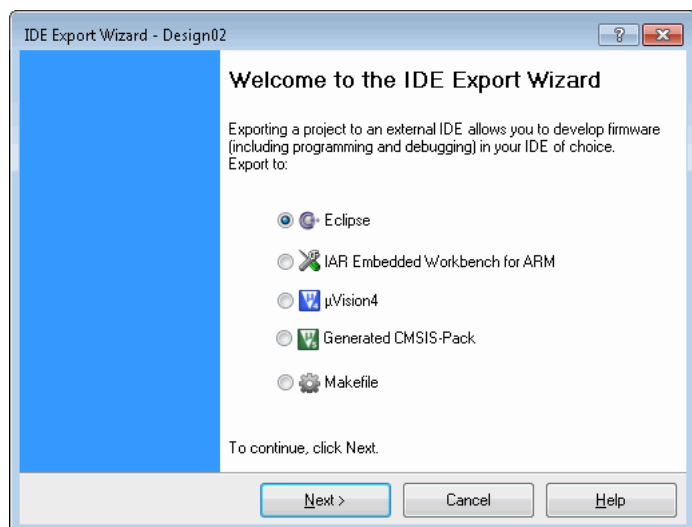 IDE Export Wizard - Design02
Welcome to the IDE Export Wizard
Exporting a project to an external IDE allows you to develop firmware
(including programming and debugging) in your IDE of choice.
Export to:
Eclipse
IAR Embedded Workbench for ARM
µVision4
Generated CMSIS-Pack
Makefile
To continue, click Next.
Next >
Cancel
Help